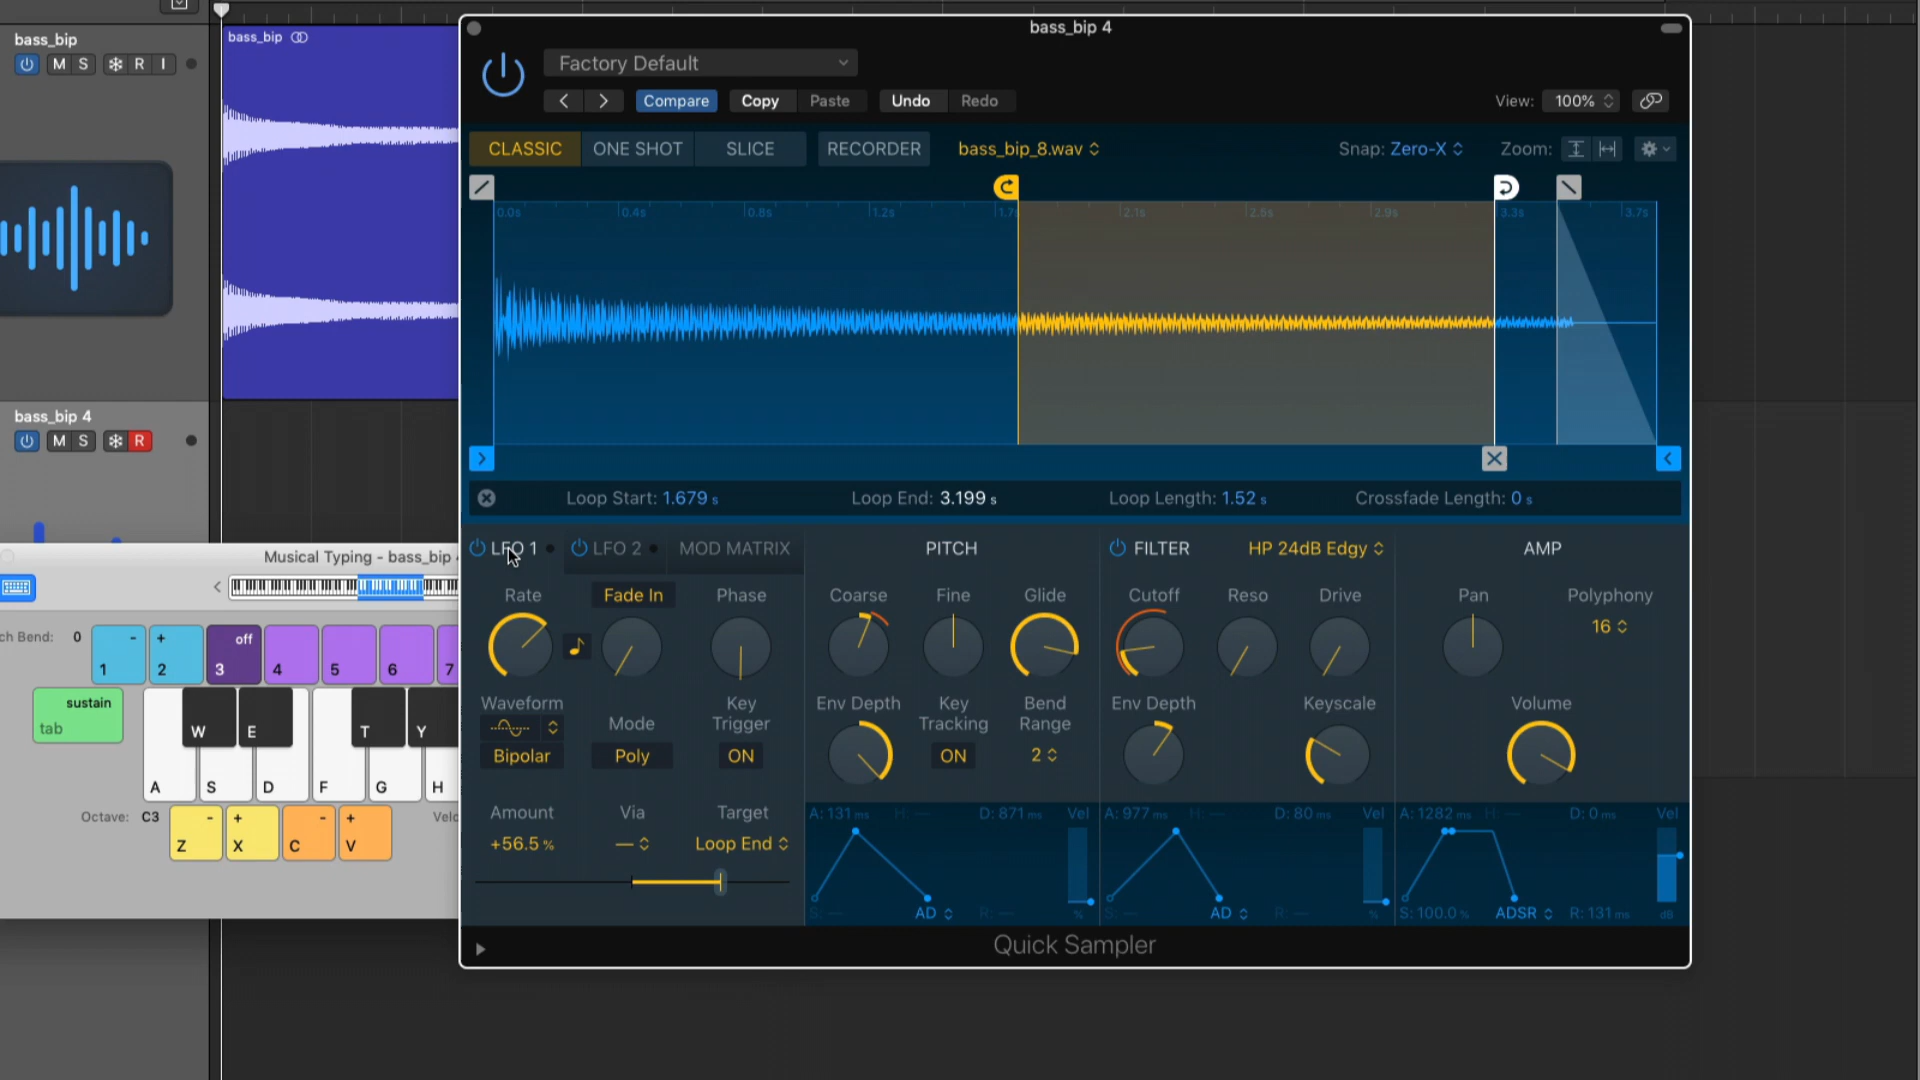 bass_bip
M S R I
bass_bip
bass_bip 4
M S R
bass_bip 4
Factory Default
Compare Copy Paste Undo Redo
View: 100%
CLASSIC ONE SHOT SLICE RECORDER bass_bip_8.wav Snap: Zero-X Zoom:
0.0s 0.4s 0.8s 1.2s 1.7 2.1s 2.5s 2.9s 3.3s 3.7s
Loop Start: 1.679 s Loop End: 3.199 s Loop Length: 1.52 s Crossfade Length: 0 s
LFO 1 LFO 2 MOD MATRIX PITCH FILTER HP 24dB Edgy AMP
Rate Fade In Phase Coarse Fine Glide Cutoff Reso Drive Pan Polyphony
16
Waveform Mode Key Trigger Env Depth Key Tracking Bend Range Env Depth Keyscale Volume
Bipolar Poly ON ON 2
Amount Via Target
+56.5 % — Loop End
A: 131 ms H: — D: 871 ms Vel
S: — AD R: — %
A: 977 ms H: — D: 80 ms Vel
S: — AD R: — %
A: 1282 ms H: — D: 0 ms Vel
S: 100.0 % ADSR R: 131 ms dB
Quick Sampler
Musical Typing - bass_bip
ch Bend: 0
- + off
1 2 3 4 5 6 7
sustain
tab
W E T Y
A S D F G H
Octave: C3 - + - + Velo
Z X C V